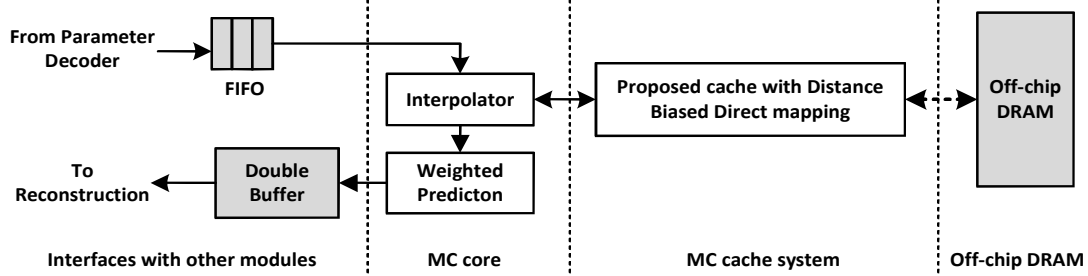 From Parameter
Decoder
FIFO
Interpolator
Proposed cache with Distance
Biased Direct mapping
Off-chip
DRAM
To
Reconstruction
Double
Buffer
Weighted
Predicton
Interfaces with other modules
MC core
MC cache system
Off-chip DRAM